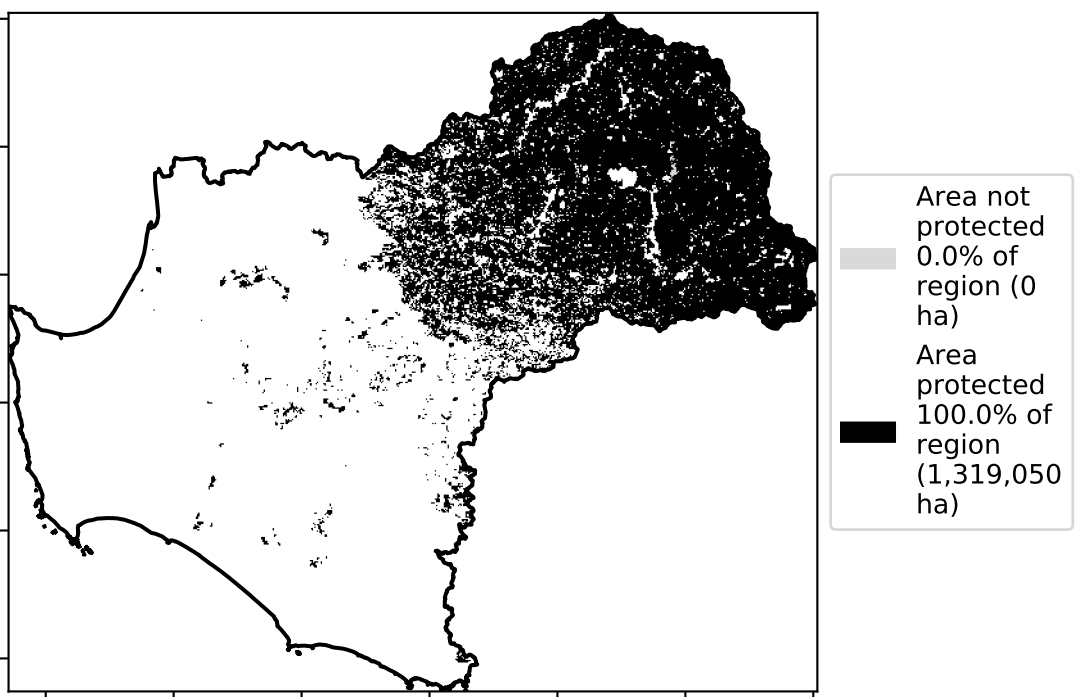 Area not
protected
0.0% of
region (0
ha)
Area
protected
100.0% of
region
(1,319,050
ha)